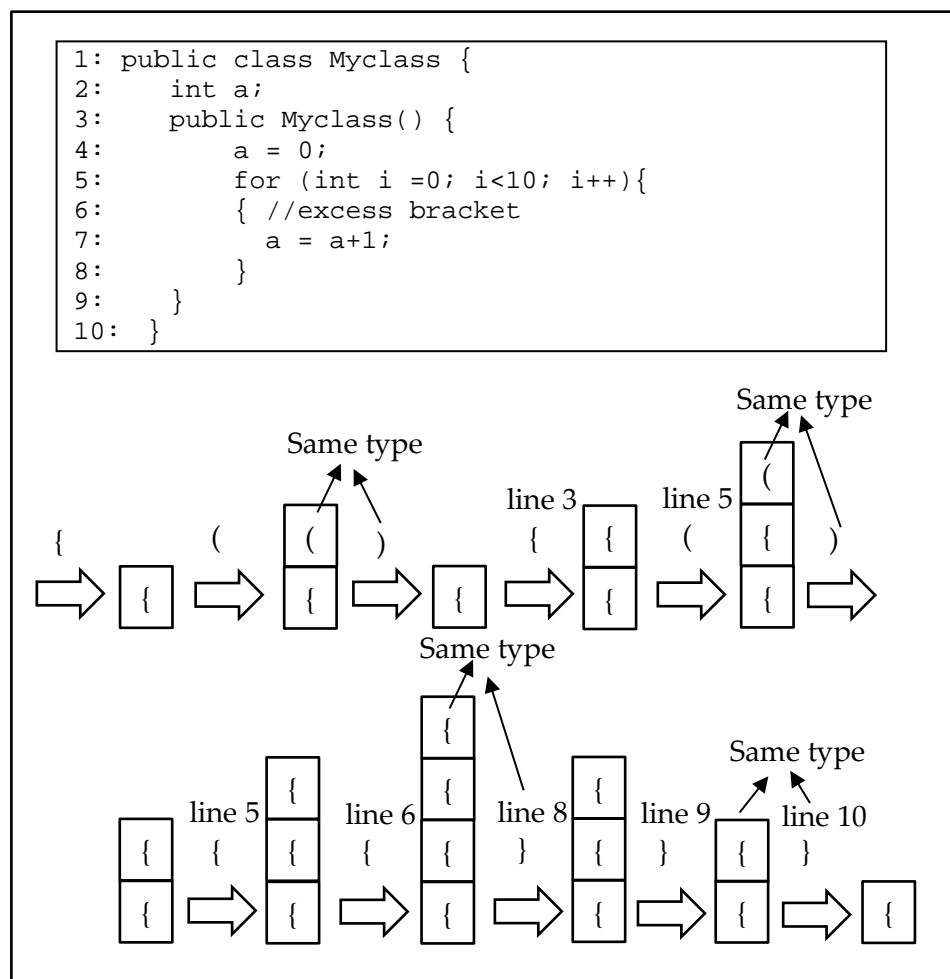 1: public class Myclass {
2: int a;
3: public Myclass() {
4: a = 0;
5: for (int i =0; i<10; i++){
6: { //excess bracket
7: a = a+1;
8: }
9: }
10: }
Same type
Same type
line 3
line 5
(
{
(
(
)
{
{
(
{
)
{
{
{
{
{
{
Same type
{
Same type
{
{
{
line 5
line 6
line 8
line 9
line 10
{
{
{
{
{
{
}
{
}
{
}
{
{
{
{
{
{